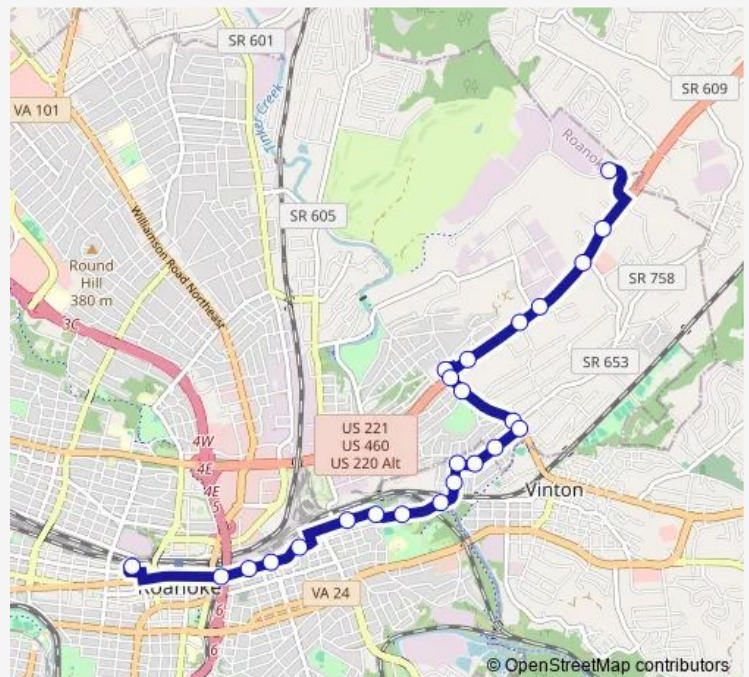 SR 601
SR 609
VA 101
Tinker Creek
Roanok
SR 605
Williamson Road Northeast
Round
Hill
380 m
SR 758
3C
SR 653
US 221
US 460
US 220 Alt
4W
4E
4E
5
Vinton
Roanoke
6
VA 24
6
© OpenStreetMap contributors